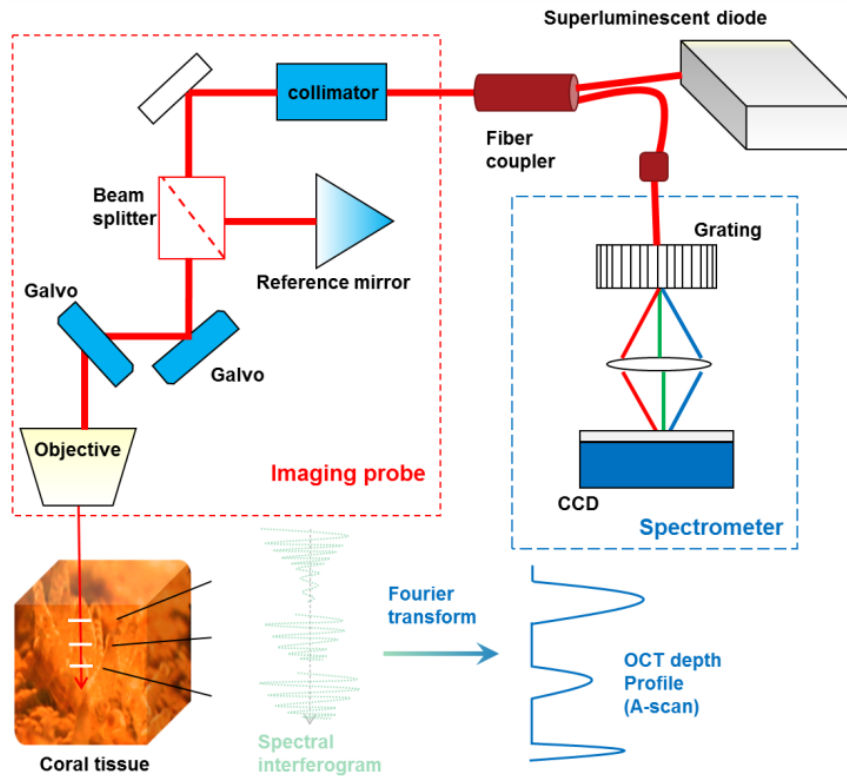 Superluminescent diode
collimator
Fiber
coupler
Beam
splitter
Grating
Reference mirror
Galvo
Galvo
Objective
Imaging probe
CCD
Spectrometer
Fourier
transform
OCT depth
Profile
(A-scan)
Spectral
interferogram
Coral tissue